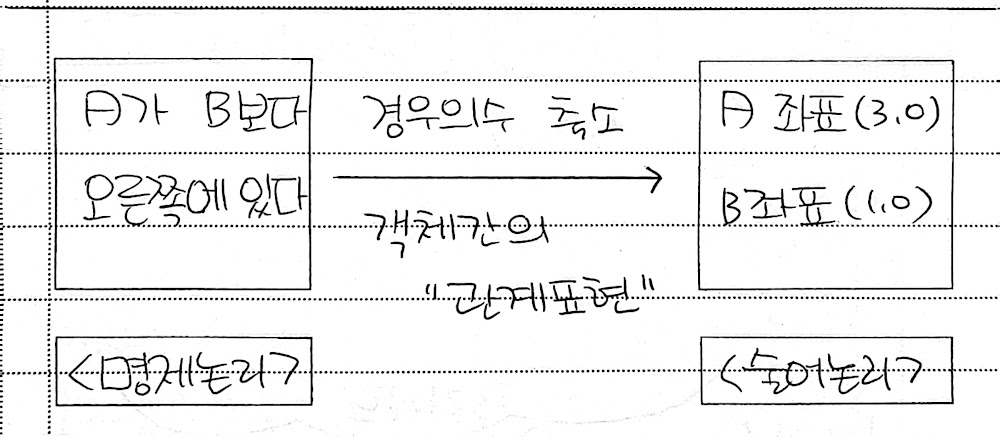 A가 B보다
오른쪽에 있다
경우의수 축소
객체간의
"관계표현"
A 좌표(3.0)
B좌표(1.0)
<명제논리>
<술어논리>